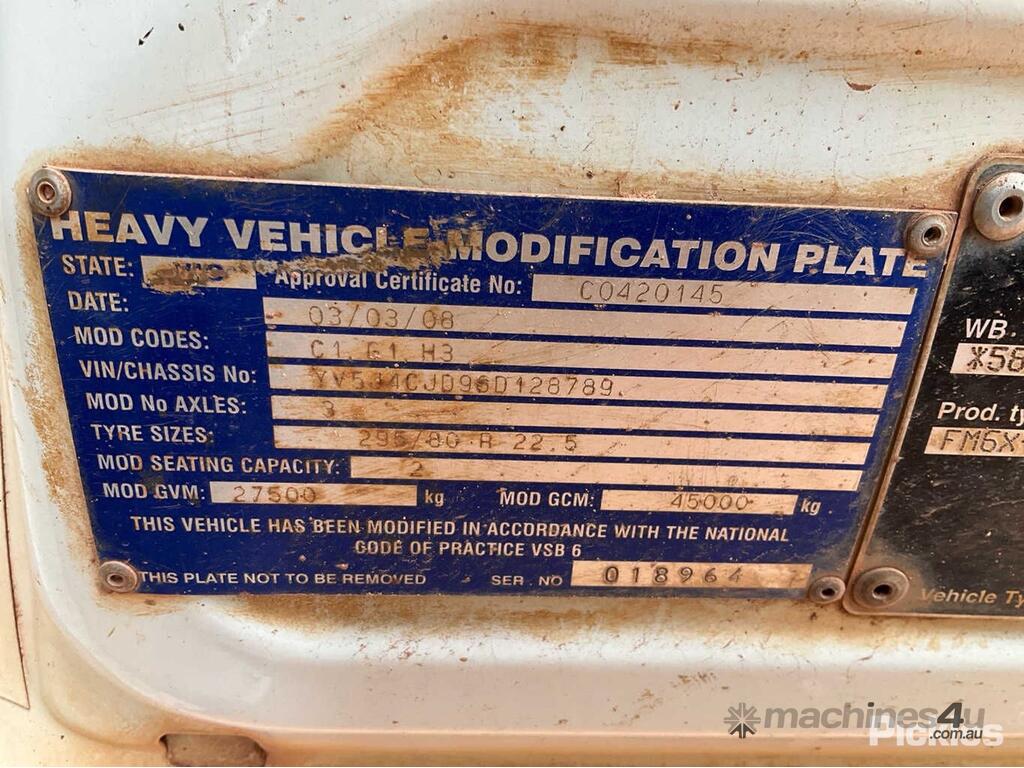 HEAVY VEHICLE MODIFICATION PLATE
STATE: Approval Certificate No: CO420145
DATE: 03/03/08
MOD CODES: C1, G1, H3
VIN/CHASSIS No: YV5J4CJD96D128789
MOD No AXLES: 3
TYRE SIZES: 295/80 R 22.5
MOD SEATING CAPACITY: 2
MOD GVM: 27500 kg MOD GCM: 45000 kg
THIS VEHICLE HAS BEEN MODIFIED IN ACCORDANCE WITH THE NATIONAL
CODE OF PRACTICE VSB 6
THIS PLATE NOT TO BE REMOVED SER. NO 018964
WB
*58
Prod. ty
FM6X
Vehicle Ty
machines4u
.com.au
Pickles